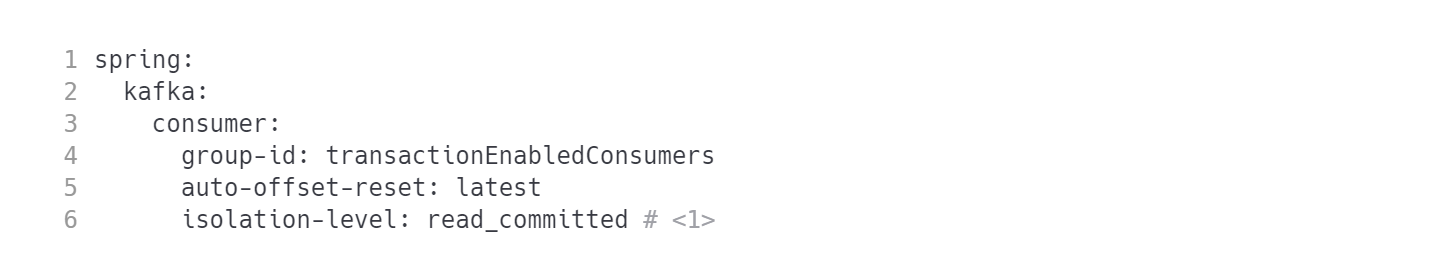 1 spring:
2   kafka:
3     consumer:
4       group-id: transactionEnabledConsumers
5       auto-offset-reset: latest
6       isolation-level: read_committed # <1>